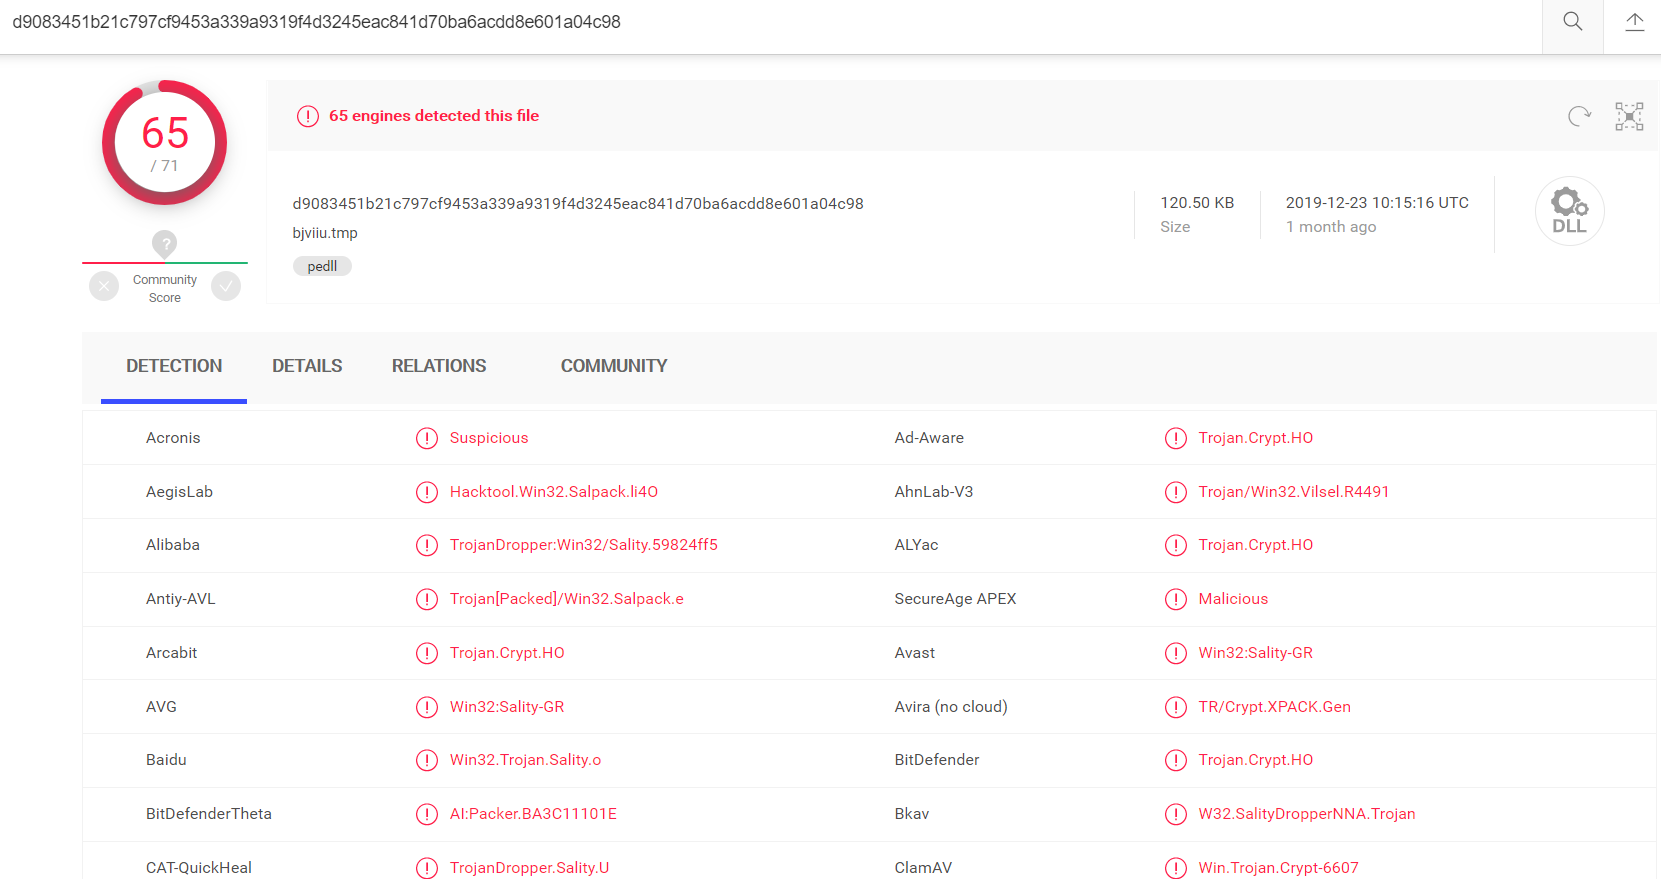 d9083451b21c797cf9453a339a9319f4d3245eac841d70ba6acdd8e601a04c98
65
/ 71
?
Community
Score
65 engines detected this file
d9083451b21c797cf9453a339a9319f4d3245eac841d70ba6acdd8e601a04c98
bjviiu.tmp
pedll
120.50 KB
Size
2019-12-23 10:15:16 UTC
1 month ago
DLL
DETECTION DETAILS RELATIONS COMMUNITY
Acronis Suspicious Ad-Aware Trojan.Crypt.HO
AegisLab Hacktool.Win32.Salpack.li4O AhnLab-V3 Trojan/Win32.Vilsel.R4491
Alibaba TrojanDropper:Win32/Sality.59824ff5 ALYac Trojan.Crypt.HO
Antiy-AVL Trojan[Packed]/Win32.Salpack.e SecureAge APEX Malicious
Arcabit Trojan.Crypt.HO Avast Win32:Sality-GR
AVG Win32:Sality-GR Avira (no cloud) TR/Crypt.XPACK.Gen
Baidu Win32.Trojan.Sality.o BitDefender Trojan.Crypt.HO
BitDefenderTheta AI:Packer.BA3C11101E Bkav W32.SalityDropperNNA.Trojan
CAT-QuickHeal TrojanDropper.Sality.U ClamAV Win.Trojan.Crypt-6607